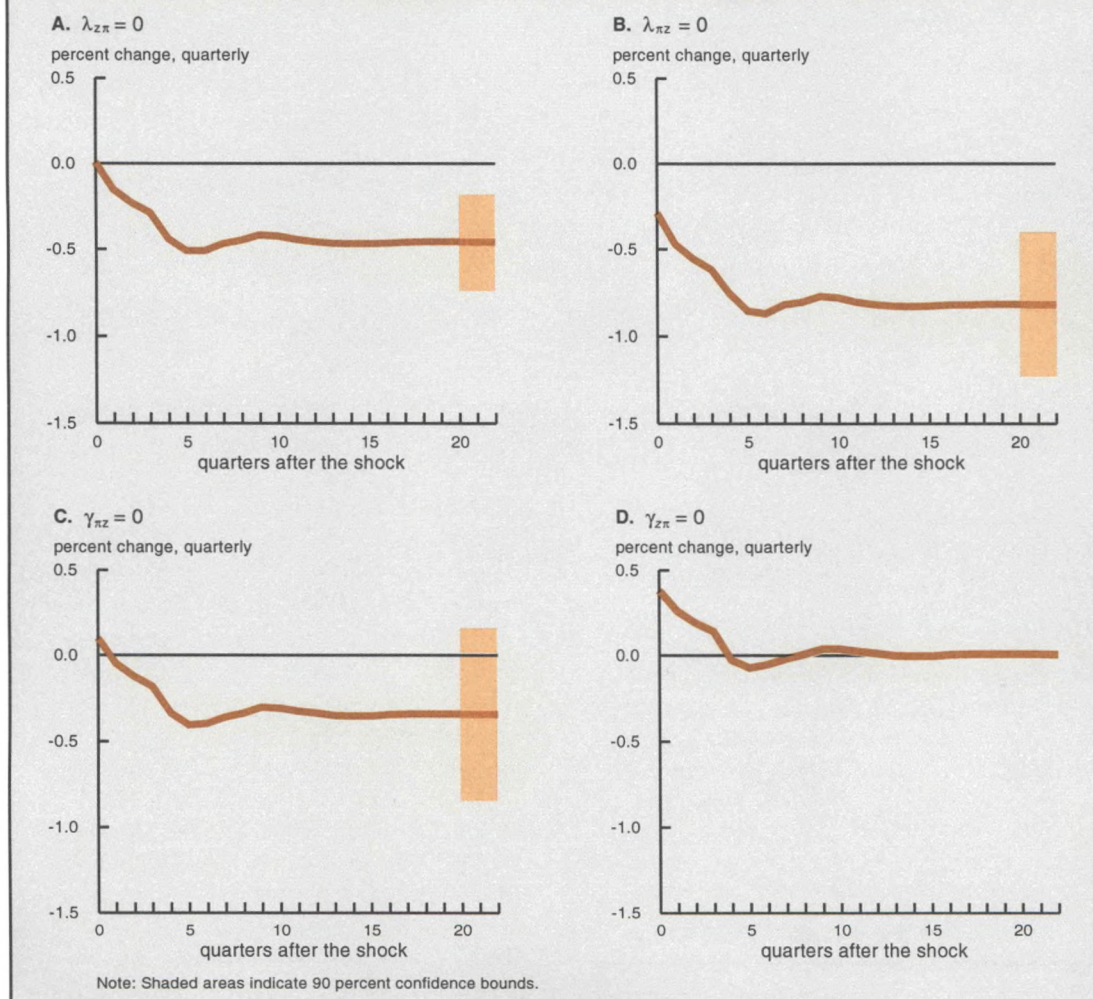 A. λzπ = 0
percent change, quarterly
0.5
0.0
-0.5
-1.0
-1.5
0 5 10 15 20
quarters after the shock
B. λπz = 0
percent change, quarterly
0.5
0.0
-0.5
-1.0
-1.5
0 5 10 15 20
quarters after the shock
C. γπz = 0
percent change, quarterly
0.5
0.0
-0.5
-1.0
-1.5
0 5 10 15 20
quarters after the shock
D. γzπ = 0
percent change, quarterly
0.5
0.0
-0.5
-1.0
-1.5
0 5 10 15 20
quarters after the shock
Note: Shaded areas indicate 90 percent confidence bounds.